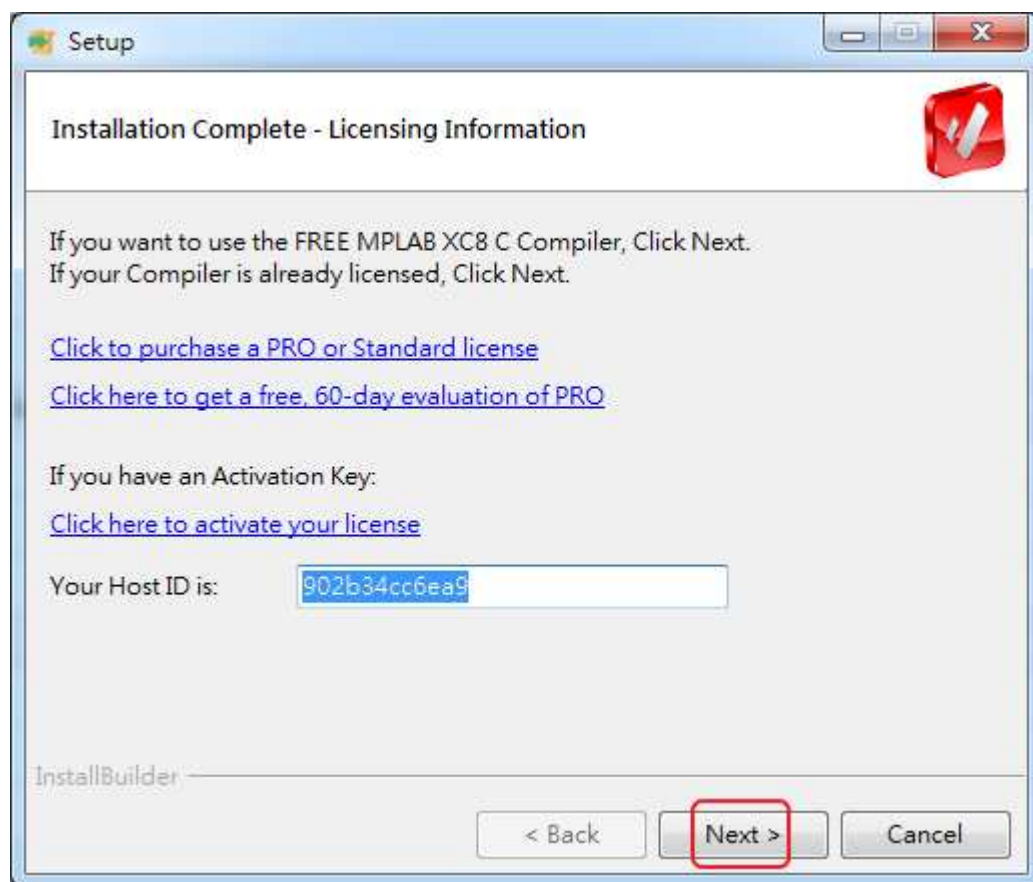 Setup
Installation Complete - Licensing Information
If you want to use the FREE MPLAB XC8 C Compiler, Click Next.
If your Compiler is already licensed, Click Next.
Click to purchase a PRO or Standard license
Click here to get a free, 60-day evaluation of PRO
If you have an Activation Key:
Click here to activate your license
Your Host ID is: 902b34cc6ea9
InstallBuilder
< Back Next > Cancel